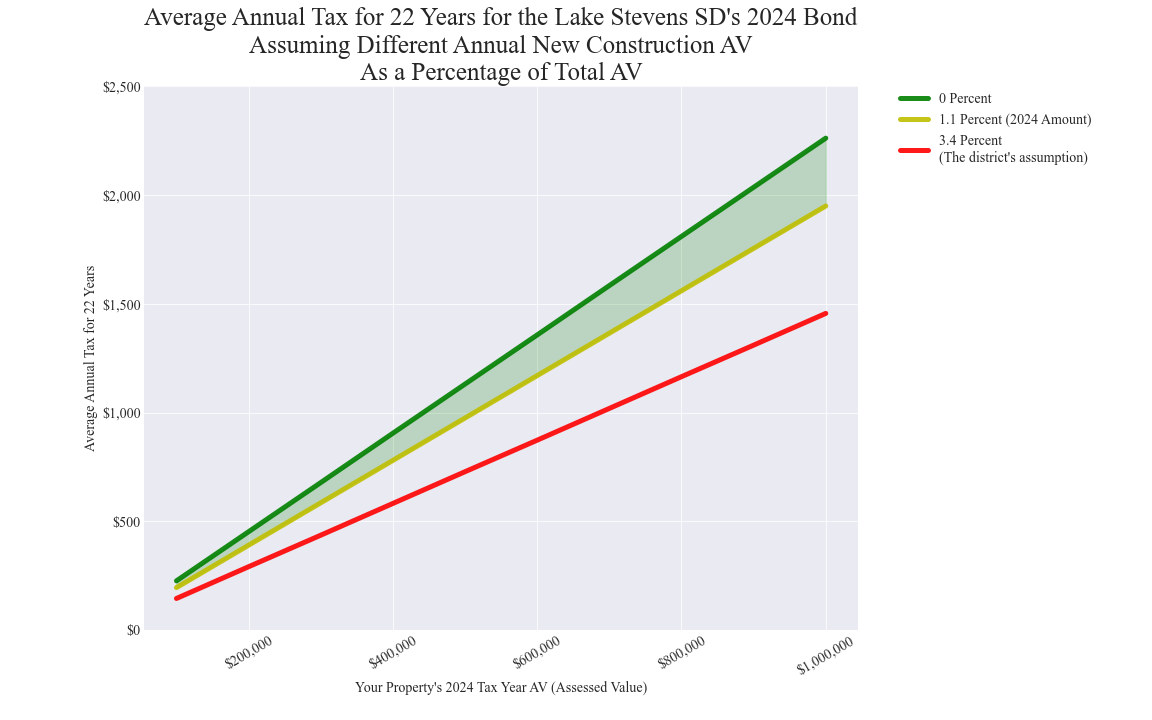 Average Annual Tax for 22 Years for the Lake Stevens SD's 2024 Bond
Assuming Different Annual New Construction AV
As a Percentage of Total AV
0 Percent
1.1 Percent (2024 Amount)
3.4 Percent
(The district's assumption)
Average Annual Tax for 22 Years
$2,500
$2,000
$1,500
$1,000
$500
$0
$200,000
$400,000
$600,000
$800,000
$1,000,000
Your Property's 2024 Tax Year AV (Assessed Value)